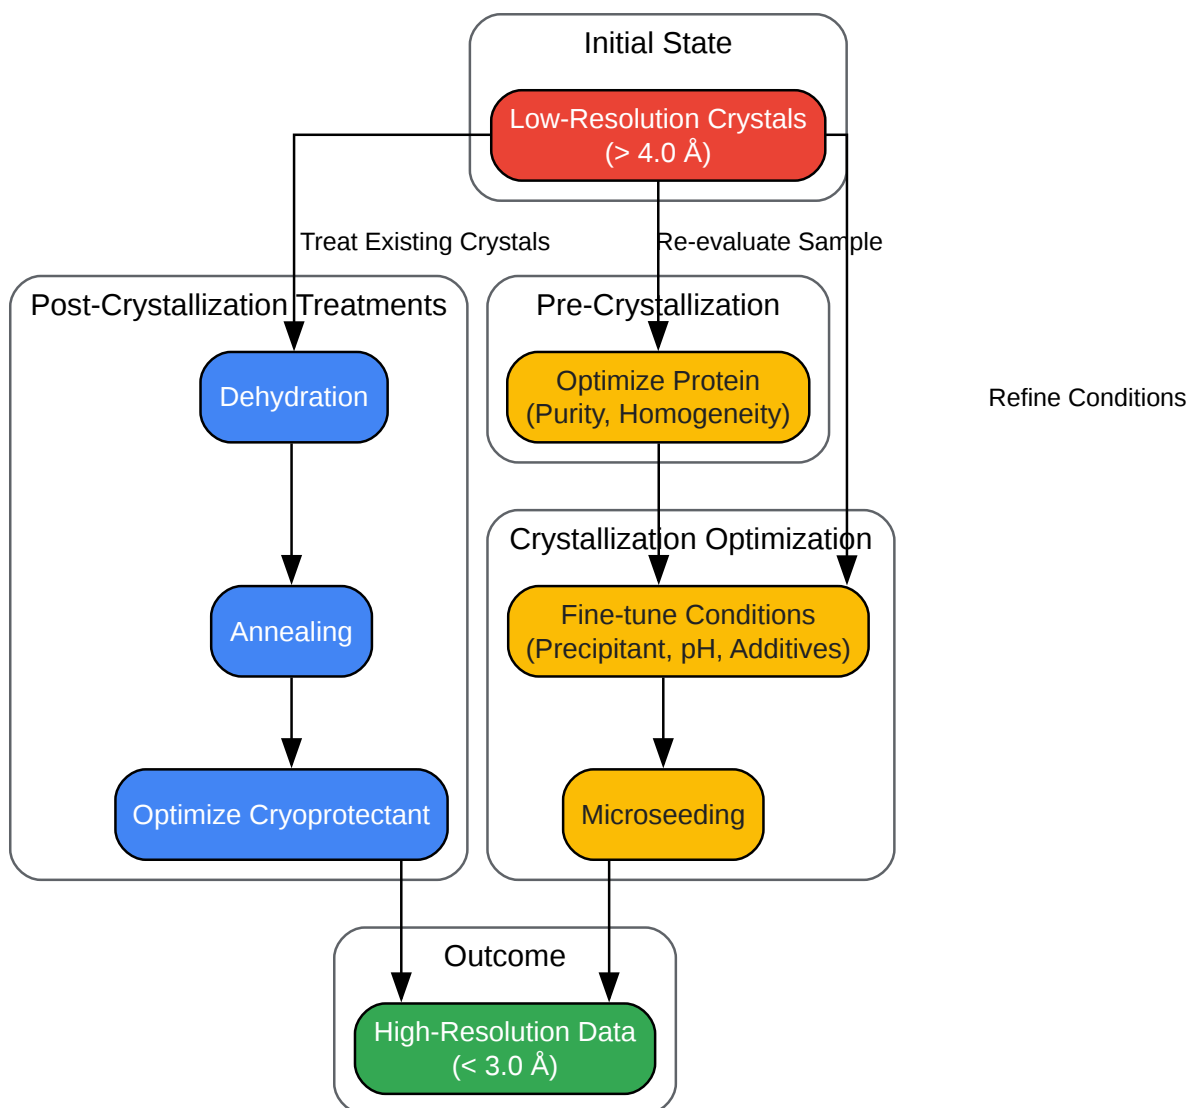 Initial State
Low-Resolution Crystals
(> 4.0 Å)
Treat Existing Crystals
Re-evaluate Sample
Post-Crystallization Treatments
Pre-Crystallization
Dehydration
Optimize Protein
(Purity, Homogeneity)
Refine Conditions
Crystallization Optimization
Annealing
Fine-tune Conditions
(Precipitant, pH, Additives)
Optimize Cryoprotectant
Microseeding
Outcome
High-Resolution Data
(< 3.0 Å)